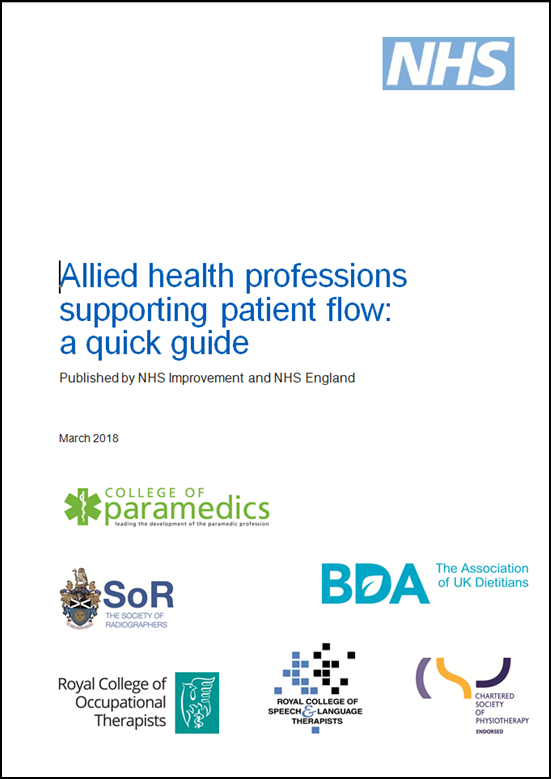 NHS
Allied health professions
supporting patient flow:
a quick guide
Published by NHS Improvement and NHS England
March 2018
COLLEGE OF
paramedics
leading the development of the paramedic profession
SoR
THE SOCIETY OF
RADIOGRAPHERS
BDA
The Association
of UK Dietitians
Royal College of
Occupational
Therapists
ROYAL COLLEGE OF
SPEECH & LANGUAGE
THERAPISTS
CHARTERED
SOCIETY
OF
PHYSIOTHERAPY
ENDORSED